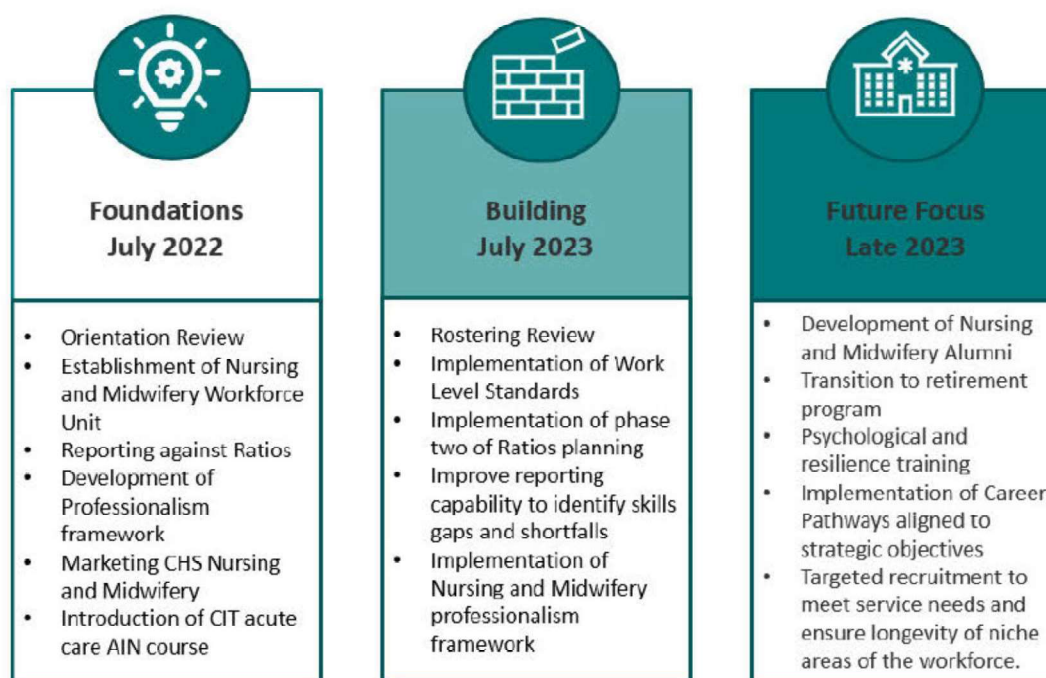 Foundations
July 2022
• Orientation Review
• Establishment of Nursing
and Midwifery Workforce
Unit
• Reporting against Ratios
• Development of
Professionalism
framework
• Marketing CHS Nursing
and Midwifery
• Introduction of CIT acute
care AIN course
Building
July 2023
• Rostering Review
• Implementation of Work
Level Standards
• Implementation of phase
two of Ratios planning
• Improve reporting
capability to identify skills
gaps and shortfalls
• Implementation of
Nursing and Midwifery
professionalism
framework
Future Focus
Late 2023
• Development of Nursing
and Midwifery Alumni
• Transition to retirement
program
• Psychological and
resilience training
• Implementation of Career
Pathways aligned to
strategic objectives
• Targeted recruitment to
meet service needs and
ensure longevity of niche
areas of the workforce.